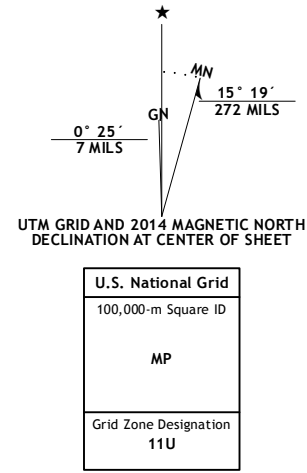 ★
MN
GN
15° 19´
272 MILS
0° 25´
7 MILS
UTM GRID AND 2014 MAGNETIC NORTH
DECLINATION AT CENTER OF SHEET
U.S. National Grid
100,000-m Square ID
MP
Grid Zone Designation
11U